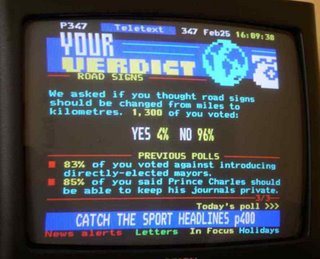 P347 Teletext 347 Feb25 16:09:30
YOUR
VERDICT
ROAD SIGNS
We asked if you thought road signs
should be changed from miles to
kilometres. 1,300 of you voted:
YES 4% NO 96%
PREVIOUS POLLS
83% of you voted against introducing
directly-elected mayors.
85% of you said Prince Charles should
be able to keep his journals private.
3/3
Today's poll >>>
CATCH THE SPORT HEADLINES p400
News alerts Letters In Focus Holidays